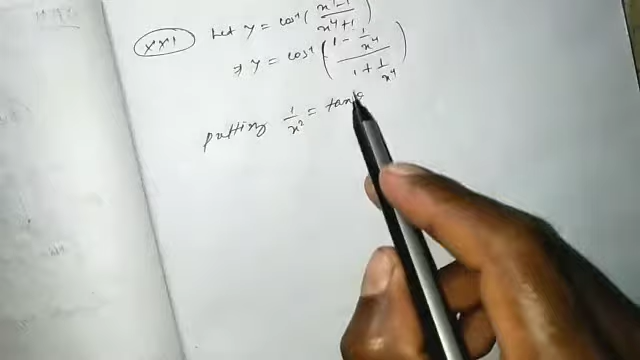 (xxi) Let y = cos⁻¹(x⁴-1 / x⁴+1)
⇒ y = cos⁻¹(1 - 1/x⁴ / 1 + 1/x⁴)
putting 1/x² = tan